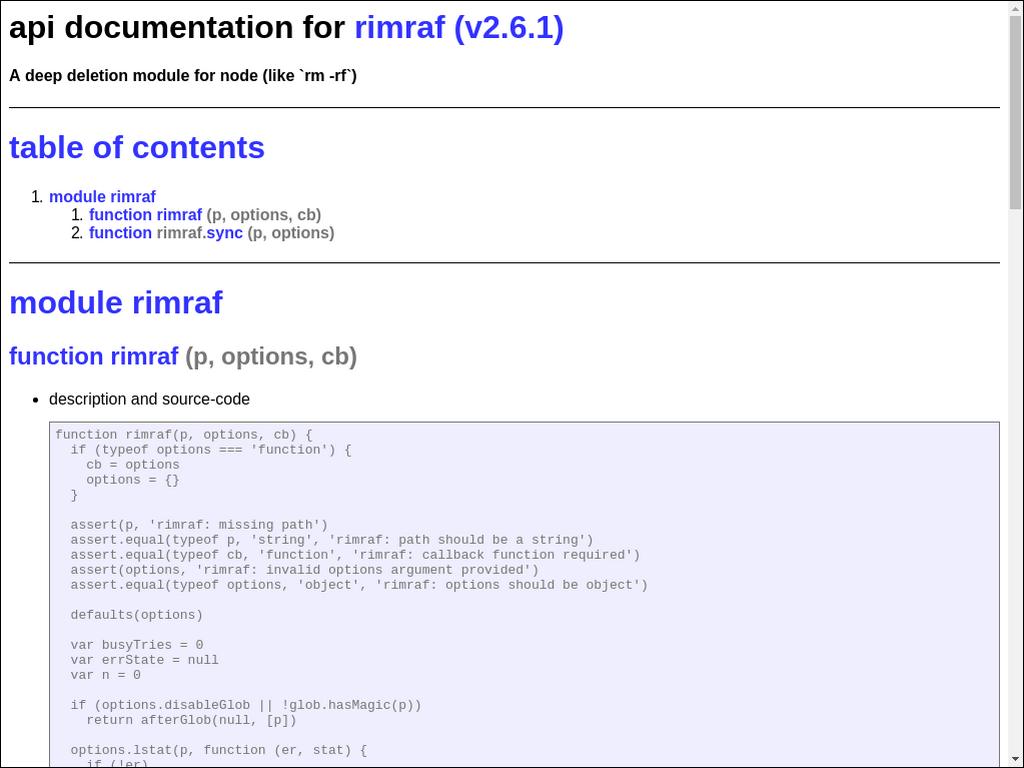 api documentation for rimraf (v2.6.1)
A deep deletion module for node (like `rm -rf`)
table of contents
1. module rimraf
1. function rimraf (p, options, cb)
2. function rimraf.sync (p, options)
module rimraf
function rimraf (p, options, cb)
• description and source-code
function rimraf(p, options, cb) {
  if (typeof options === 'function') {
    cb = options
    options = {}
  }
  assert(p, 'rimraf: missing path')
  assert.equal(typeof p, 'string', 'rimraf: path should be a string')
  assert.equal(typeof cb, 'function', 'rimraf: callback function required')
  assert(options, 'rimraf: invalid options argument provided')
  assert.equal(typeof options, 'object', 'rimraf: options should be object')
  defaults(options)
  var busyTries = 0
  var errState = null
  var n = 0
  if (options.disableGlob || !glob.hasMagic(p))
    return afterGlob(null, [p])
  options.lstat(p, function (er, stat) {
    if (!er)